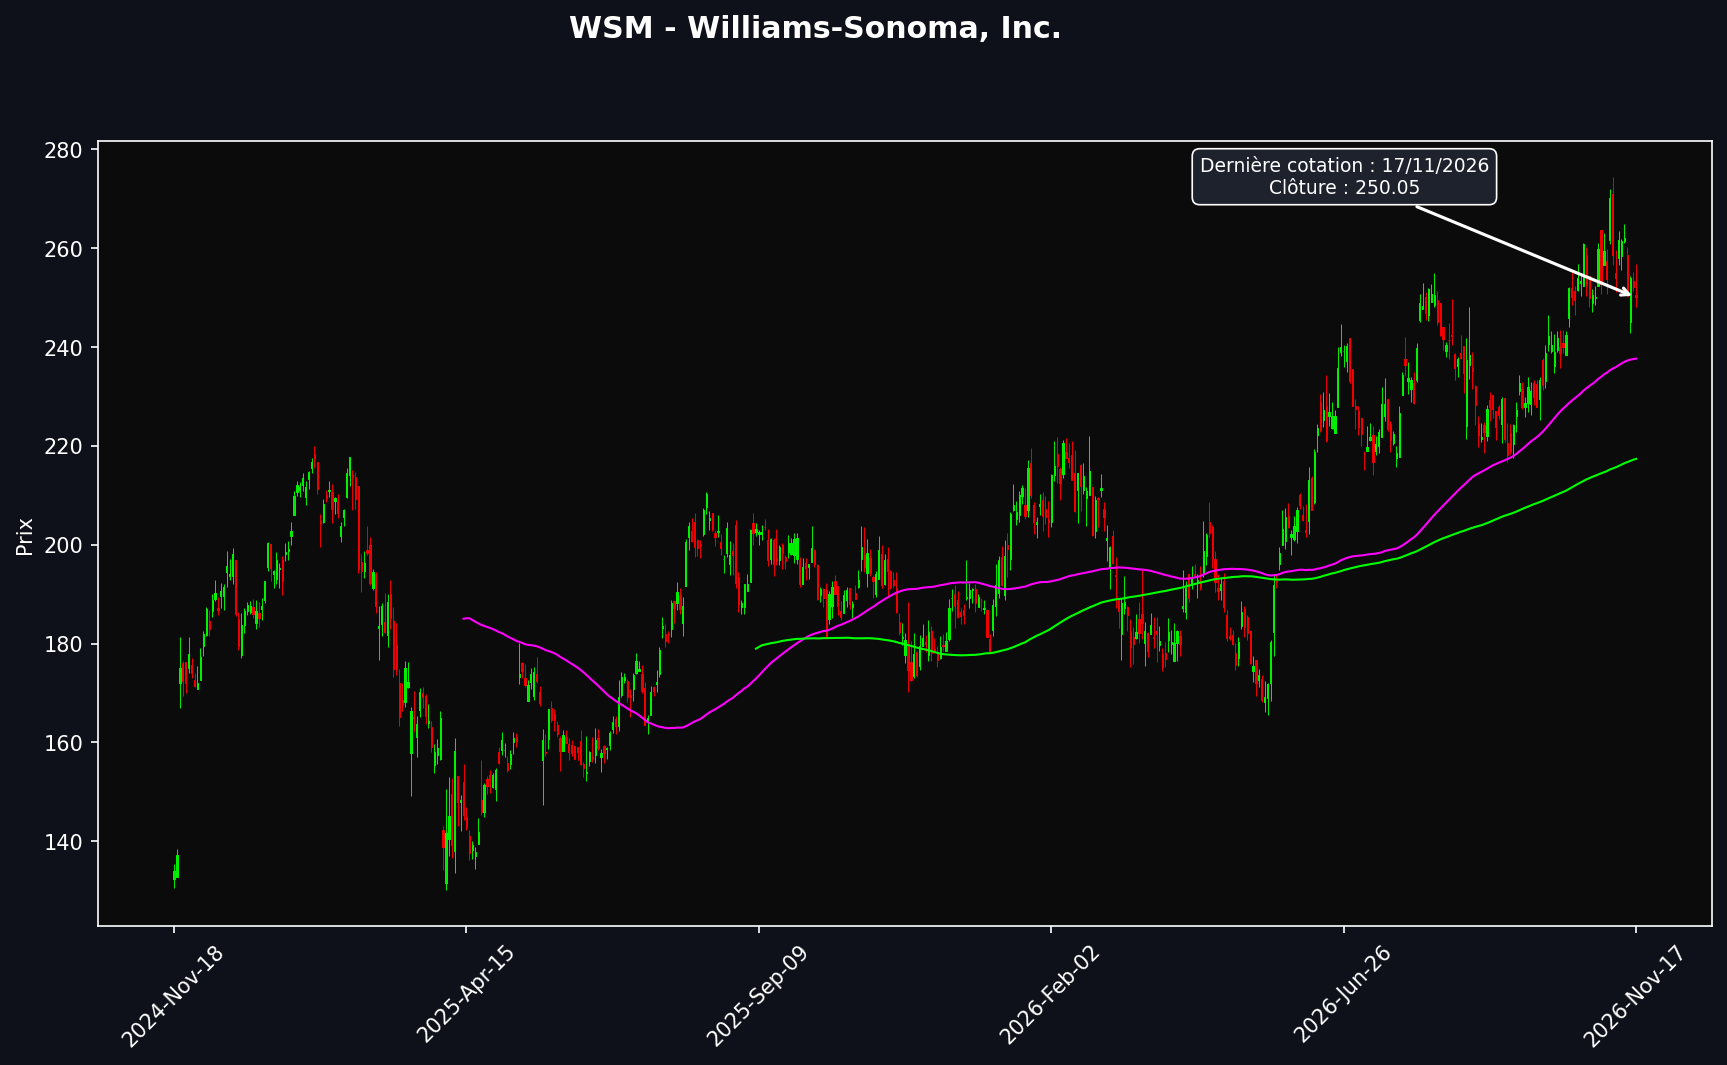 WSM - Williams-Sonoma, Inc.
Dernière cotation : 17/11/2026
Clôture : 250.05
Prix
280
260
240
220
200
180
160
140
2024-Nov-18
2025-Apr-15
2025-Sep-09
2026-Feb-02
2026-Jun-26
2026-Nov-17